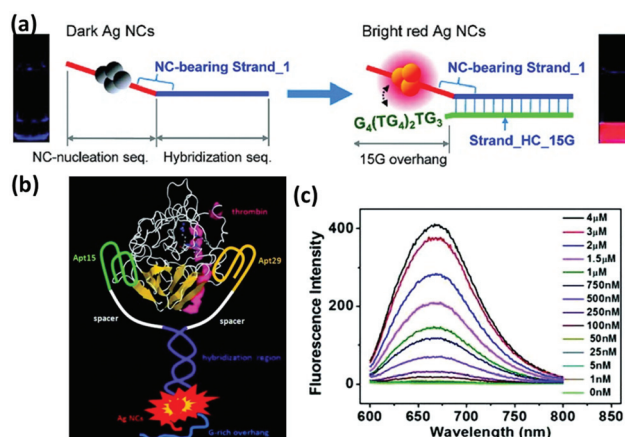 (a)
Dark Ag NCs
NC-bearing Strand_1
NC-nucleation seq.
Hybridization seq.
Bright red Ag NCs
NC-bearing Strand_1
G4(TG4)2TG3
Strand_HC_15G
15G overhang
(b)
thrombin
Apt15
Apt29
spacer
spacer
hybridization region
Ag NCs
G-rich overhang
(c)
Fluorescence Intensity
400
200
0
600
650
700
750
800
850
Wavelength (nm)
4μM
3μM
2μM
1.5μM
1μM
750nM
500nM
250nM
100nM
50nM
25nM
5nM
1nM
0nM